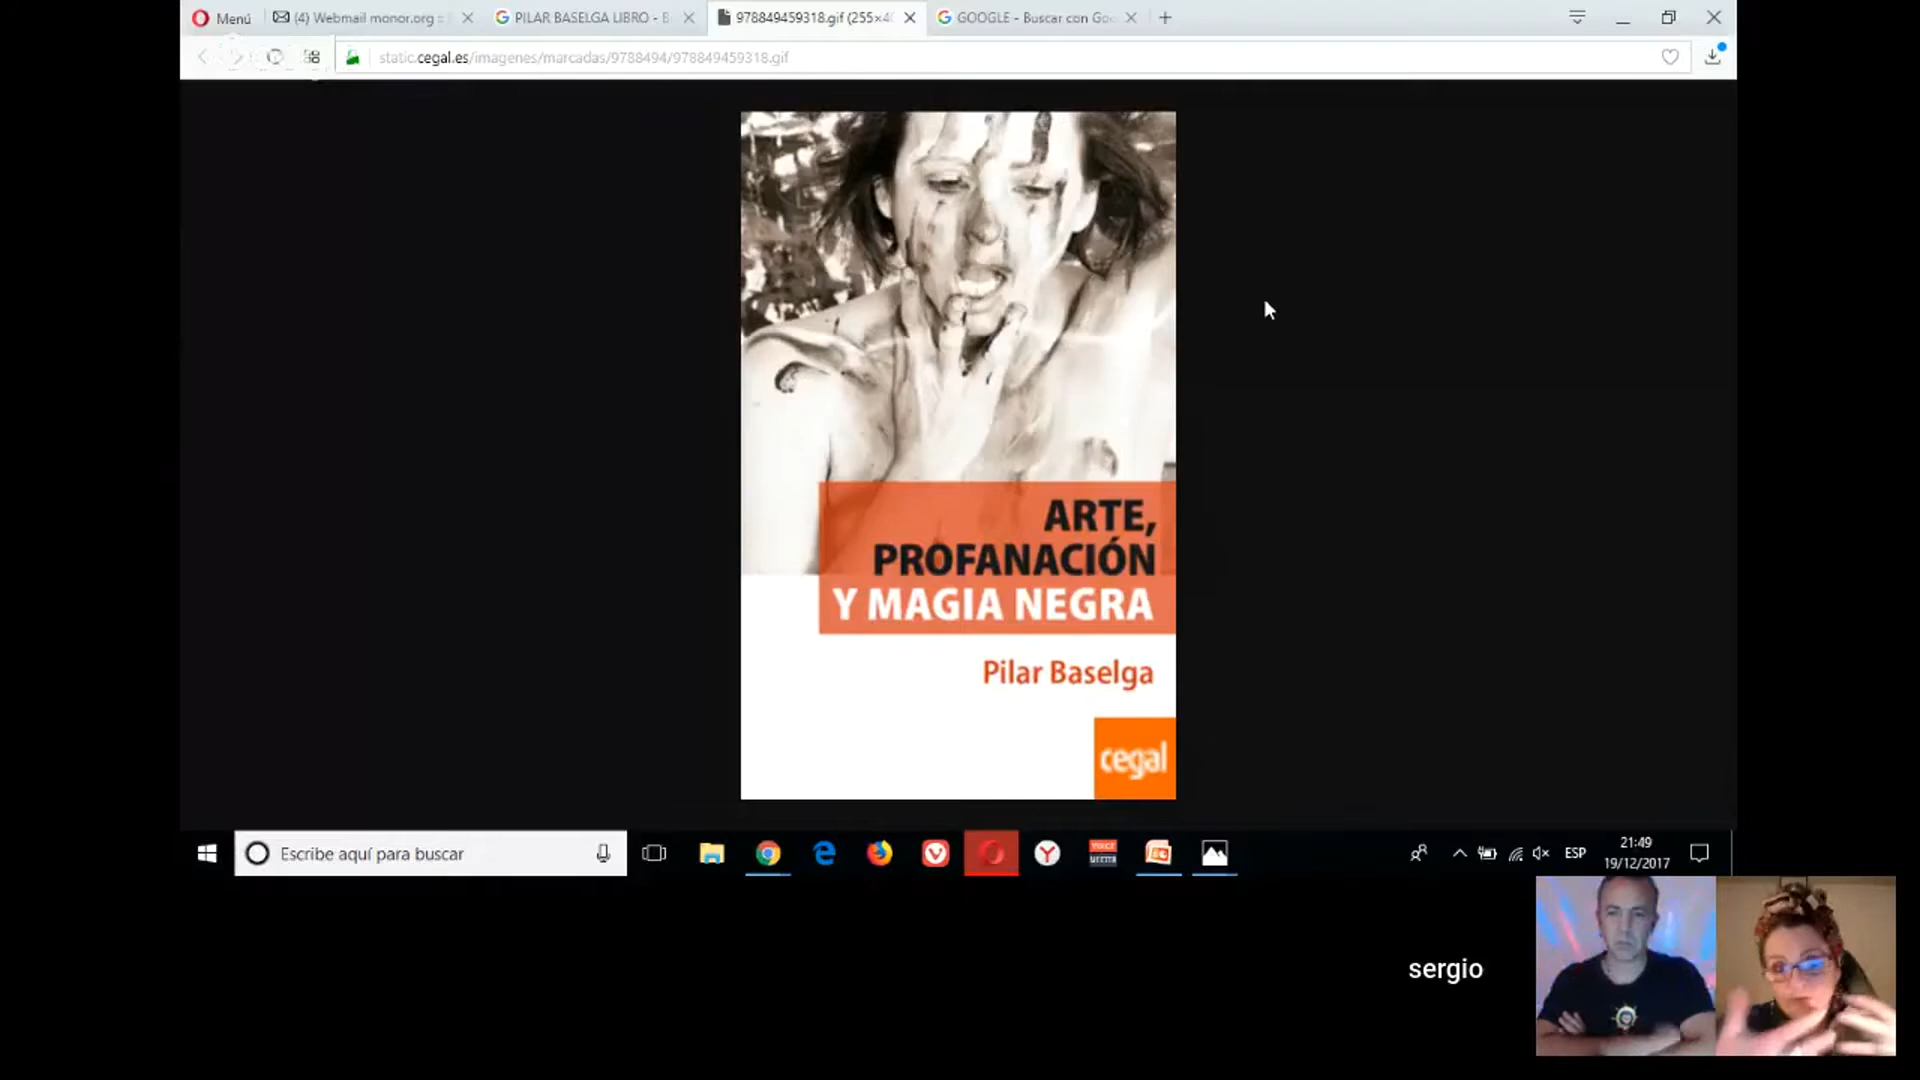 Menú
(4) Webmail monor.org ::
PILAR BASELGA LIBRO - B
978849459318.gif (255×40
GOOGLE - Buscar con Goo
static.cegal.es/imagenes/marcadas/9788494/978849459318.gif
ARTE,
PROFANACIÓN
Y MAGIA NEGRA
Pilar Baselga
cegal
Escribe aquí para buscar
ESP
21:49
19/12/2017
sergio